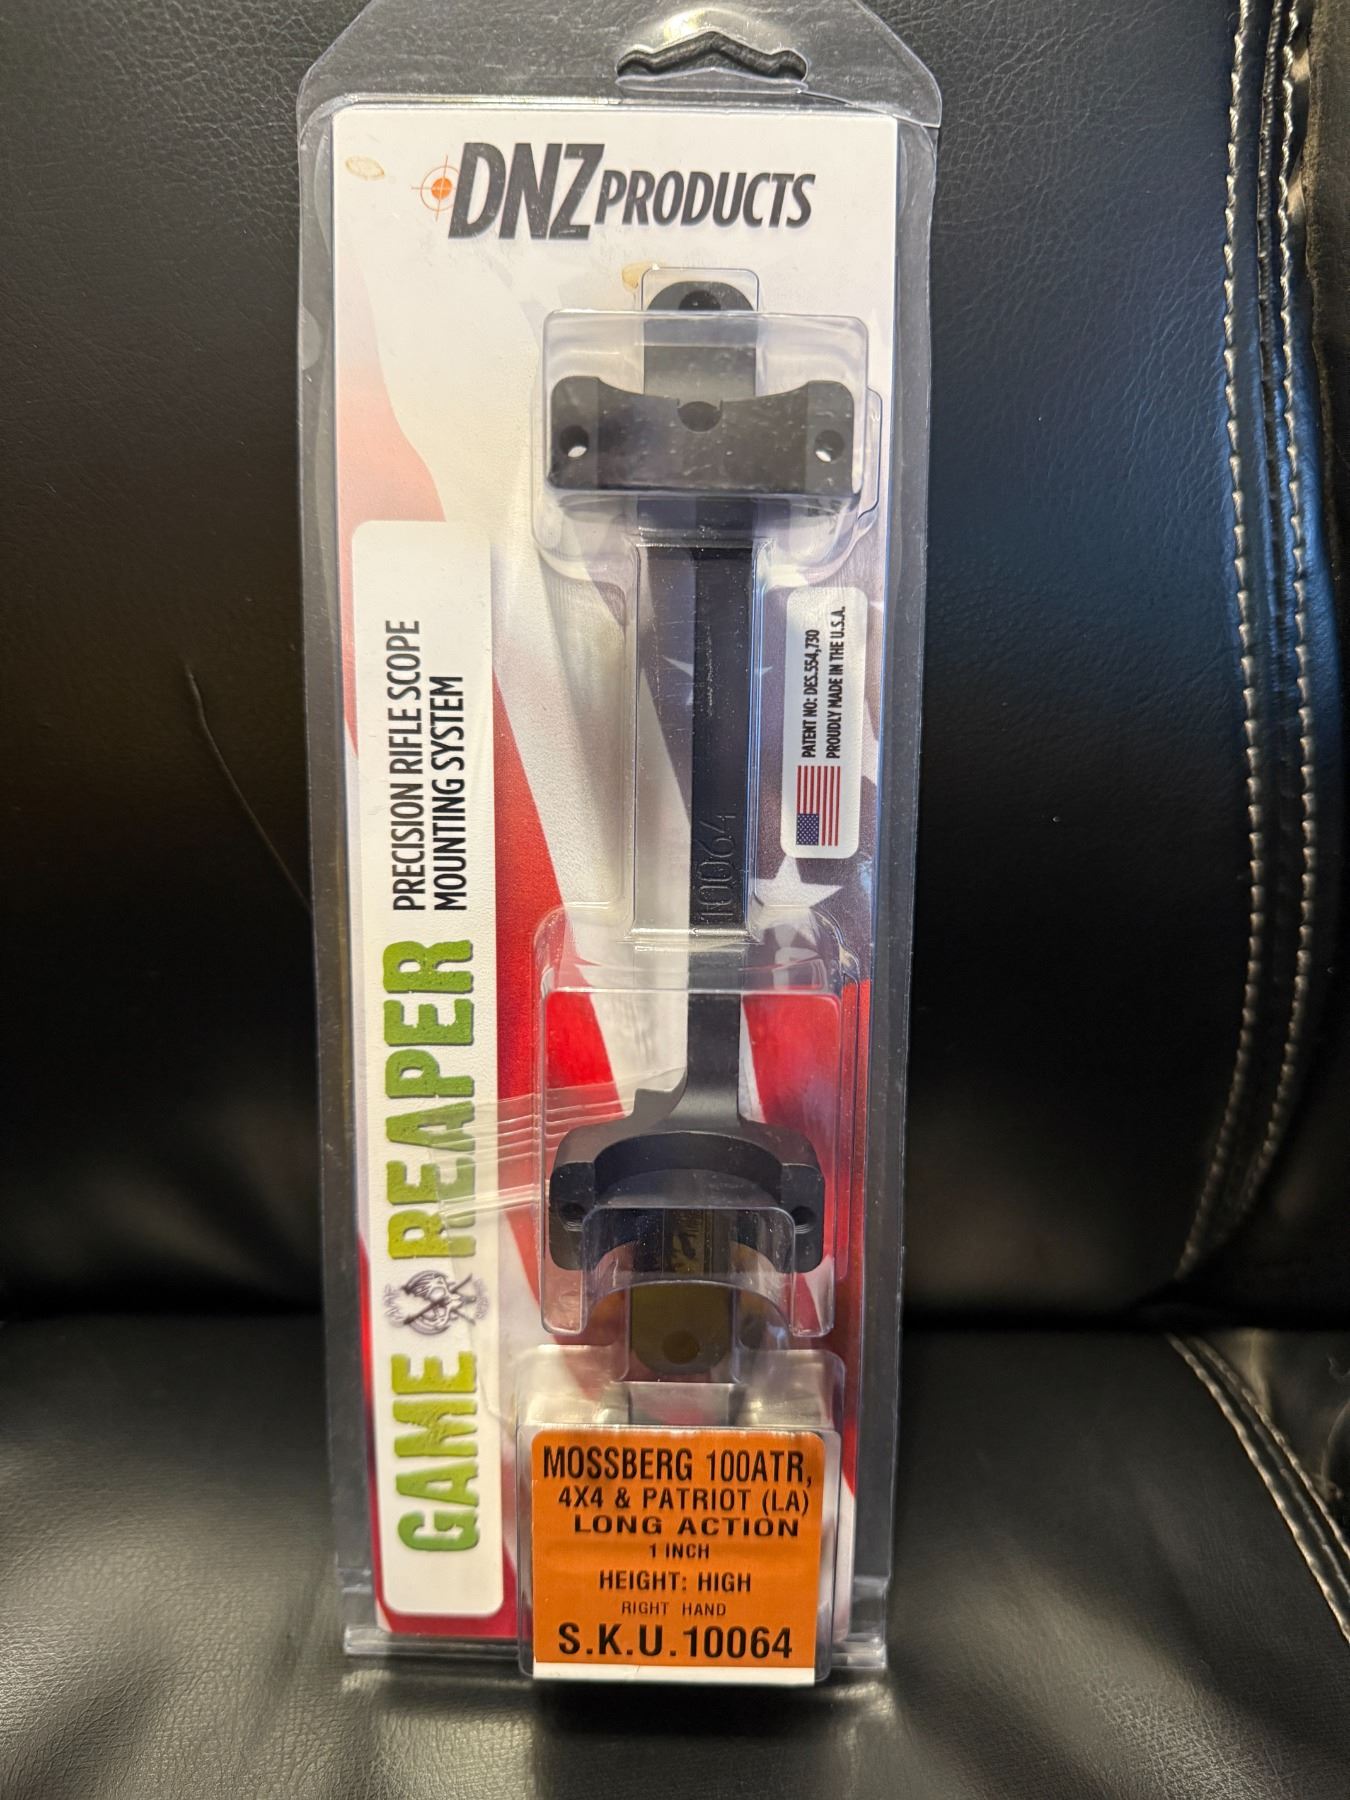 DNZ PRODUCTS
PRECISION RIFLE SCOPE
MOUNTING SYSTEM
GAME REAPER
PATENT NO: DES.554,730
PROUDLY MADE IN THE U.S.A.
10064
MOSSBERG 100ATR,
4X4 & PATRIOT (LA)
LONG ACTION
1 INCH
HEIGHT: HIGH
RIGHT HAND
S.K.U. 10064